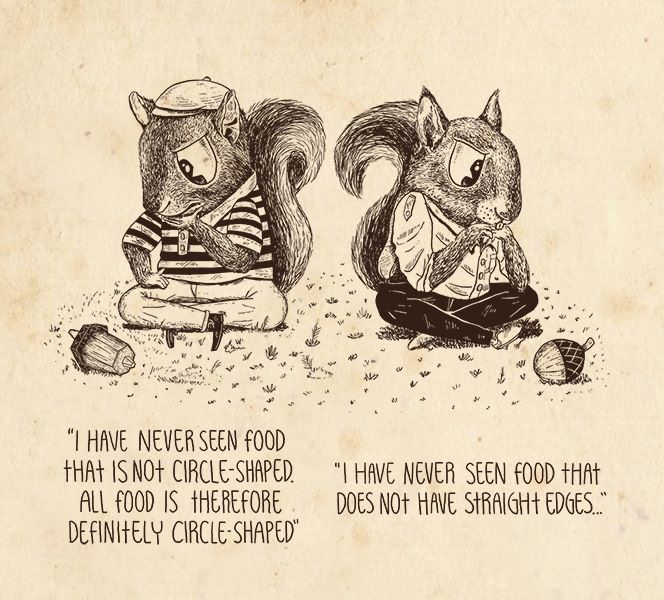 "I HAVE NEVER SEEN FOOD
THAT IS NOT CIRCLE-SHAPED.
ALL FOOD IS THEREFORE
DEFINITELY CIRCLE-SHAPED"
"I HAVE NEVER SEEN FOOD THAT
DOES NOT HAVE STRAIGHT EDGES..."